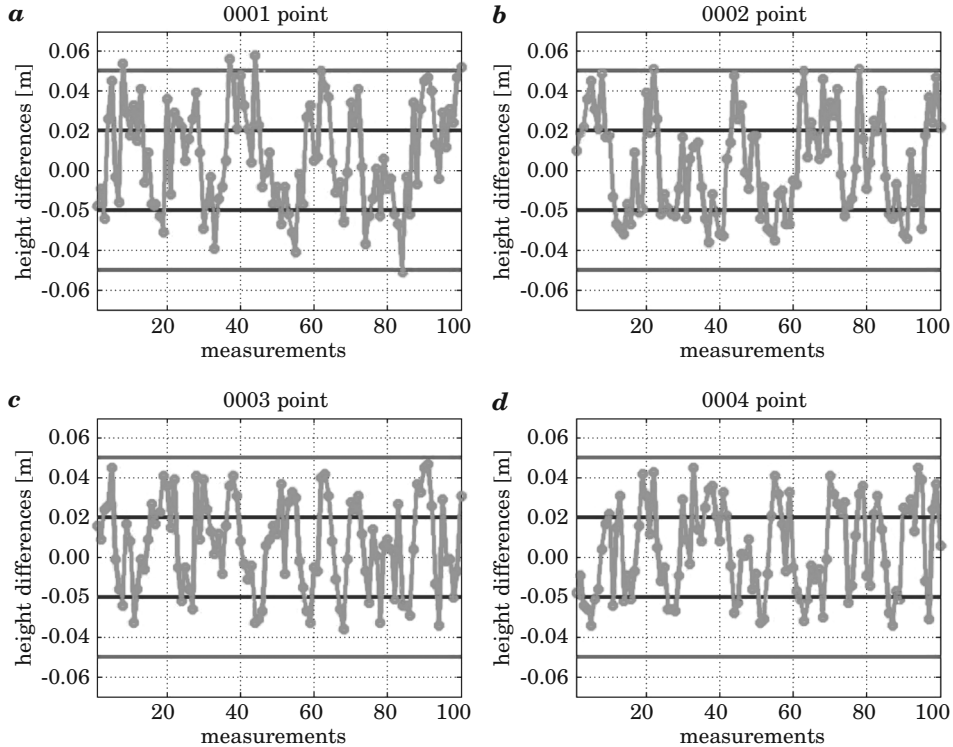 a 0001 point
0.06
0.04
0.02
0.00
-0.05
-0.04
-0.06
height differences [m]
20 40 60 80 100
measurements
b 0002 point
0.06
0.04
0.02
0.00
-0.05
-0.04
-0.06
height differences [m]
20 40 60 80 100
measurements
c 0003 point
0.06
0.04
0.02
0.00
-0.05
-0.04
-0.06
height differences [m]
20 40 60 80 100
measurements
d 0004 point
0.06
0.04
0.02
0.00
-0.05
-0.04
-0.06
height differences [m]
20 40 60 80 100
measurements